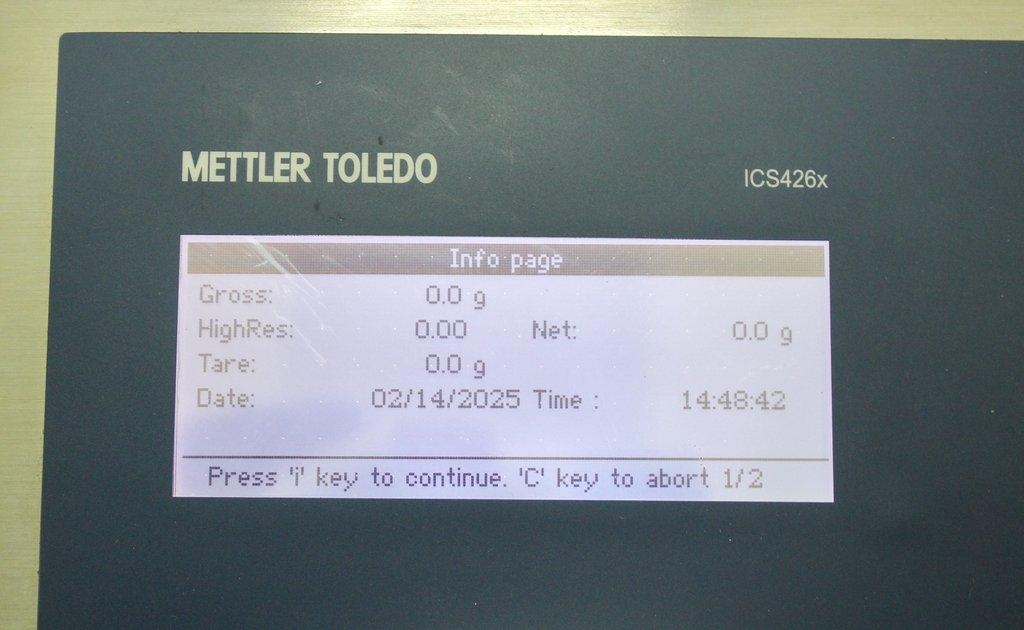 METTLER TOLEDO
ICS426x
Info page
Gross: 0.0 g
HighRes: 0.00 Net: 0.0 g
Tare: 0.0 g
Date: 02/14/2025 Time : 14:48:42
Press 'i' key to continue. 'C' key to abort 1/2